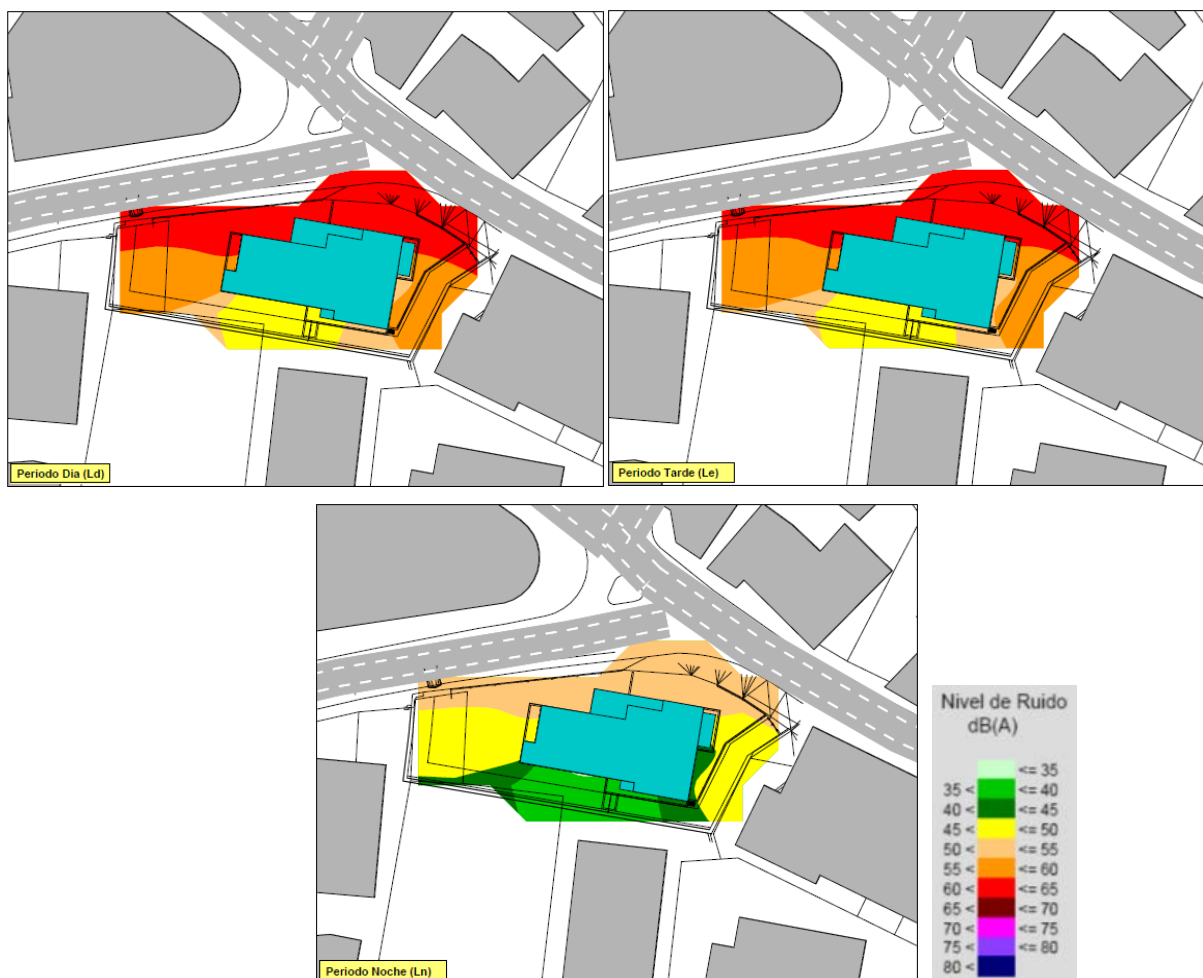 Periodo Dia (Ld)
Periodo Tarde (Le)
Periodo Noche (Ln)
Nivel de Ruido
dB(A)
<= 35
35 < <= 40
40 < <= 45
45 < <= 50
50 < <= 55
55 < <= 60
60 < <= 65
65 < <= 70
70 < <= 75
75 < <= 80
80 <